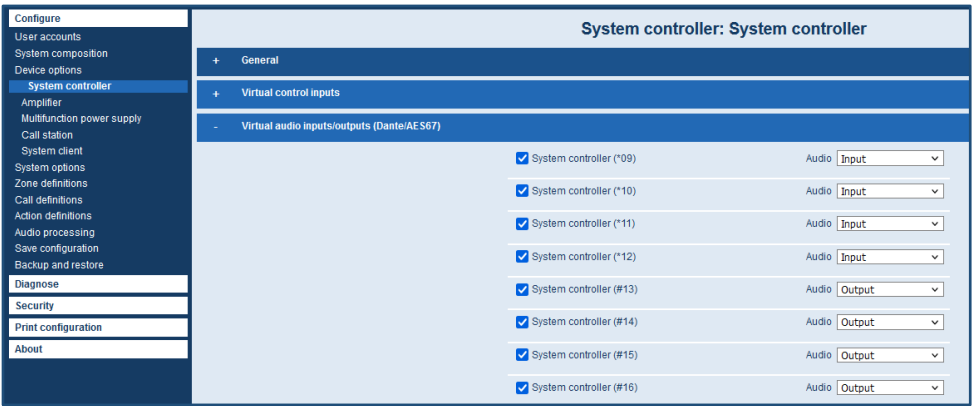 Configure
User accounts
System composition
Device options
System controller
Amplifier
Multifunction power supply
Call station
System client
System options
Zone definitions
Call definitions
Action definitions
Audio processing
Save configuration
Backup and restore
Diagnose
Security
Print configuration
About
System controller: System controller
+ General
+ Virtual control inputs
- Virtual audio inputs/outputs (Dante/AES67)
System controller (*09) Audio Input
System controller (*10) Audio Input
System controller (*11) Audio Input
System controller (*12) Audio Input
System controller (#13) Audio Output
System controller (#14) Audio Output
System controller (#15) Audio Output
System controller (#16) Audio Output